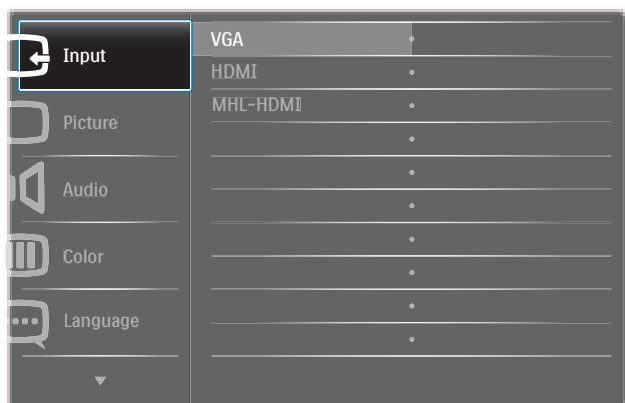 Input
Picture
Audio
Color
Language
VGA
HDMI
MHL-HDMI